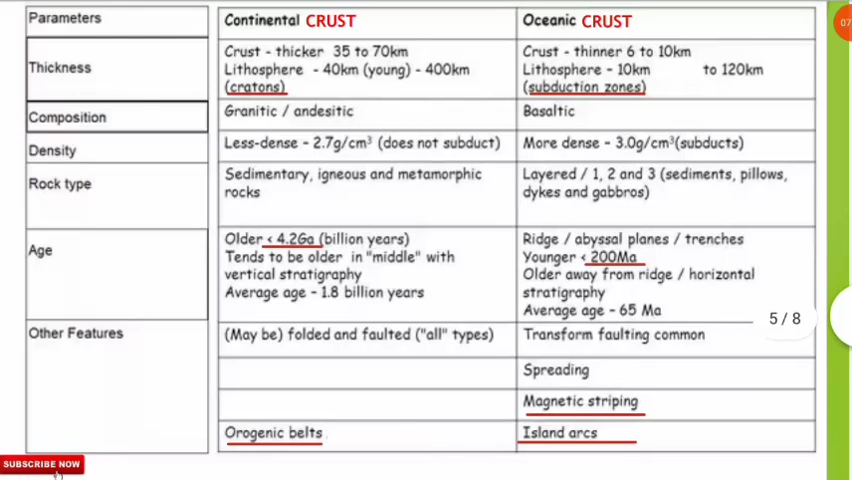 Parameters
Continental CRUST
Oceanic CRUST
07
Thickness
Crust - thicker 35 to 70km
Lithosphere - 40km (young) - 400km
(cratons)
Crust - thinner 6 to 10km
Lithosphere - 10km to 120km
(subduction zones)
Composition
Granitic / andesitic
Basaltic
Density
Less-dense - 2.7g/cm³ (does not subduct)
More dense - 3.0g/cm³(subducts)
Rock type
Sedimentary, igneous and metamorphic
rocks
Layered / 1, 2 and 3 (sediments, pillows,
dykes and gabbros)
Age
Older < 4.2Ga (billion years)
Tends to be older in "middle" with
vertical stratigraphy
Average age - 1.8 billion years
Ridge / abyssal planes / trenches
Younger < 200Ma
Older away from ridge / horizontal
stratigraphy
Average age - 65 Ma
5 / 8
Other Features
(May be) folded and faulted ("all" types)
Transform faulting common
Spreading
Magnetic striping
Orogenic belts
Island arcs
SUBSCRIBE NOW